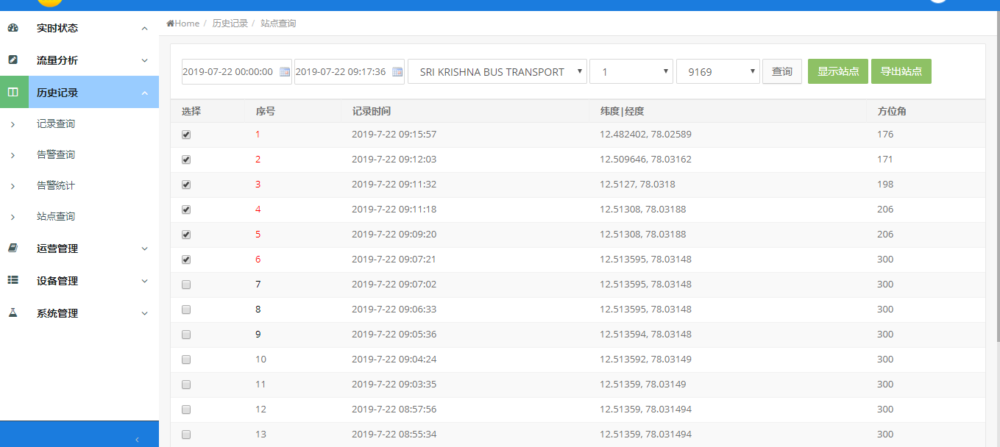 实时状态
流量分析
历史记录
记录查询
告警查询
告警统计
站点查询
运营管理
设备管理
系统管理
Home / 历史记录 / 站点查询
2019-07-22 00:00:00 2019-07-22 09:17:36 SRI KRISHNA BUS TRANSPORT 1 9169 查询 显示站点 导出站点
选择 序号 记录时间 纬度|经度 方位角
1 2019-7-22 09:15:57 12.482402, 78.02589 176
2 2019-7-22 09:12:03 12.509646, 78.03162 171
3 2019-7-22 09:11:32 12.5127, 78.0318 198
4 2019-7-22 09:11:18 12.51308, 78.03188 206
5 2019-7-22 09:09:20 12.51308, 78.03188 206
6 2019-7-22 09:07:21 12.513595, 78.03148 300
7 2019-7-22 09:07:02 12.513595, 78.03148 300
8 2019-7-22 09:06:33 12.513595, 78.03148 300
9 2019-7-22 09:05:36 12.513594, 78.03148 300
10 2019-7-22 09:04:24 12.513592, 78.03149 300
11 2019-7-22 09:03:35 12.51359, 78.03149 300
12 2019-7-22 08:57:56 12.51359, 78.031494 300
13 2019-7-22 08:55:34 12.51359, 78.031494 300